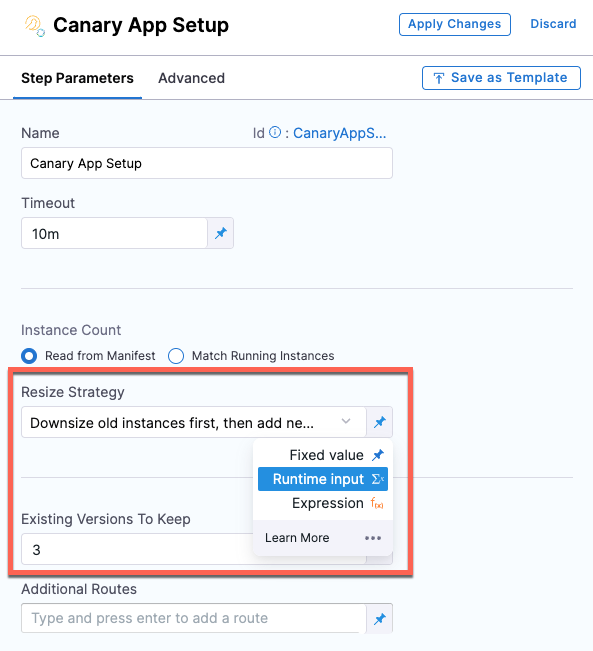 Canary App Setup
Apply Changes
Discard
Step Parameters
Advanced
Save as Template
Name
Id : CanaryAppS...
Canary App Setup
Timeout
10m
Instance Count
Read from Manifest
Match Running Instances
Resize Strategy
Downsize old instances first, then add ne...
Fixed value
Runtime input
Expression f(x)
Learn More
Existing Versions To Keep
3
Additional Routes
Type and press enter to add a route